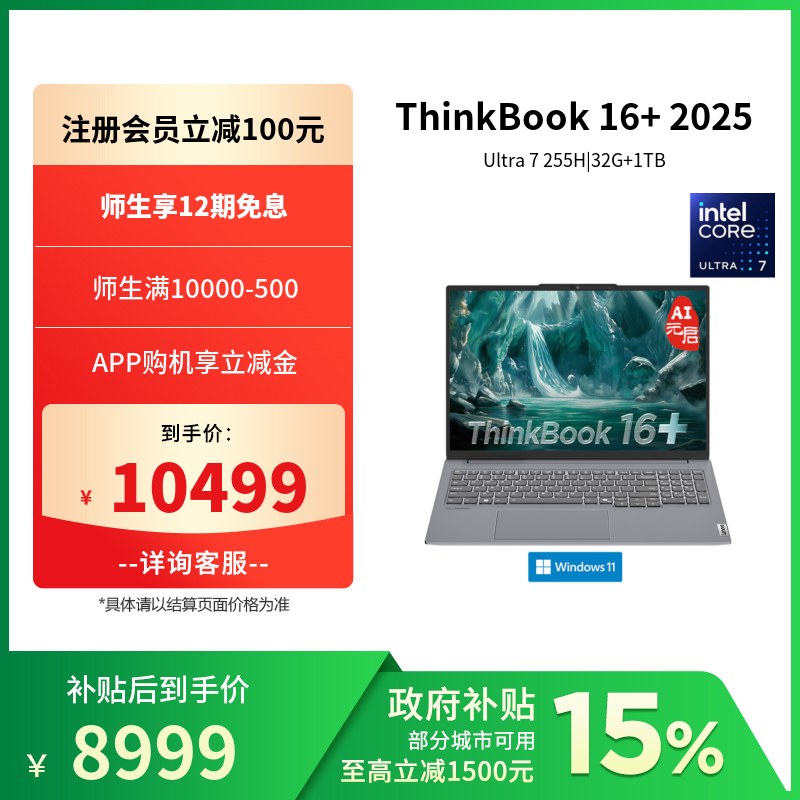 注册会员立减100元
师生享12期免息
师生满10000-500
APP购机享立减金
到手价：
¥ 10499
--详询客服--
*具体请以结算页面价格为准
ThinkBook 16+ 2025
Ultra 7 255H|32G+1TB
intel
CORE
ULTRA 7
AI
元启
ThinkBook 16+
Lenovo
Windows 11
补贴后到手价
¥ 8999
政府补贴
部分城市可用
至高立减1500元
15%